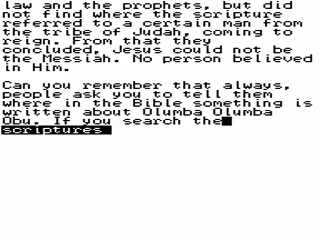 law and the prophets, but did
not find where the scripture
referred to a certain man from
the tribe of Judah, coming to
reign. From that they
concluded, Jesus could not be
the Messiah. No person believed
in Him.
Can you remember that always,
people ask you to tell them
where in the Bible something is
written about Olumba Olumba
Obu. If you search the
scriptures